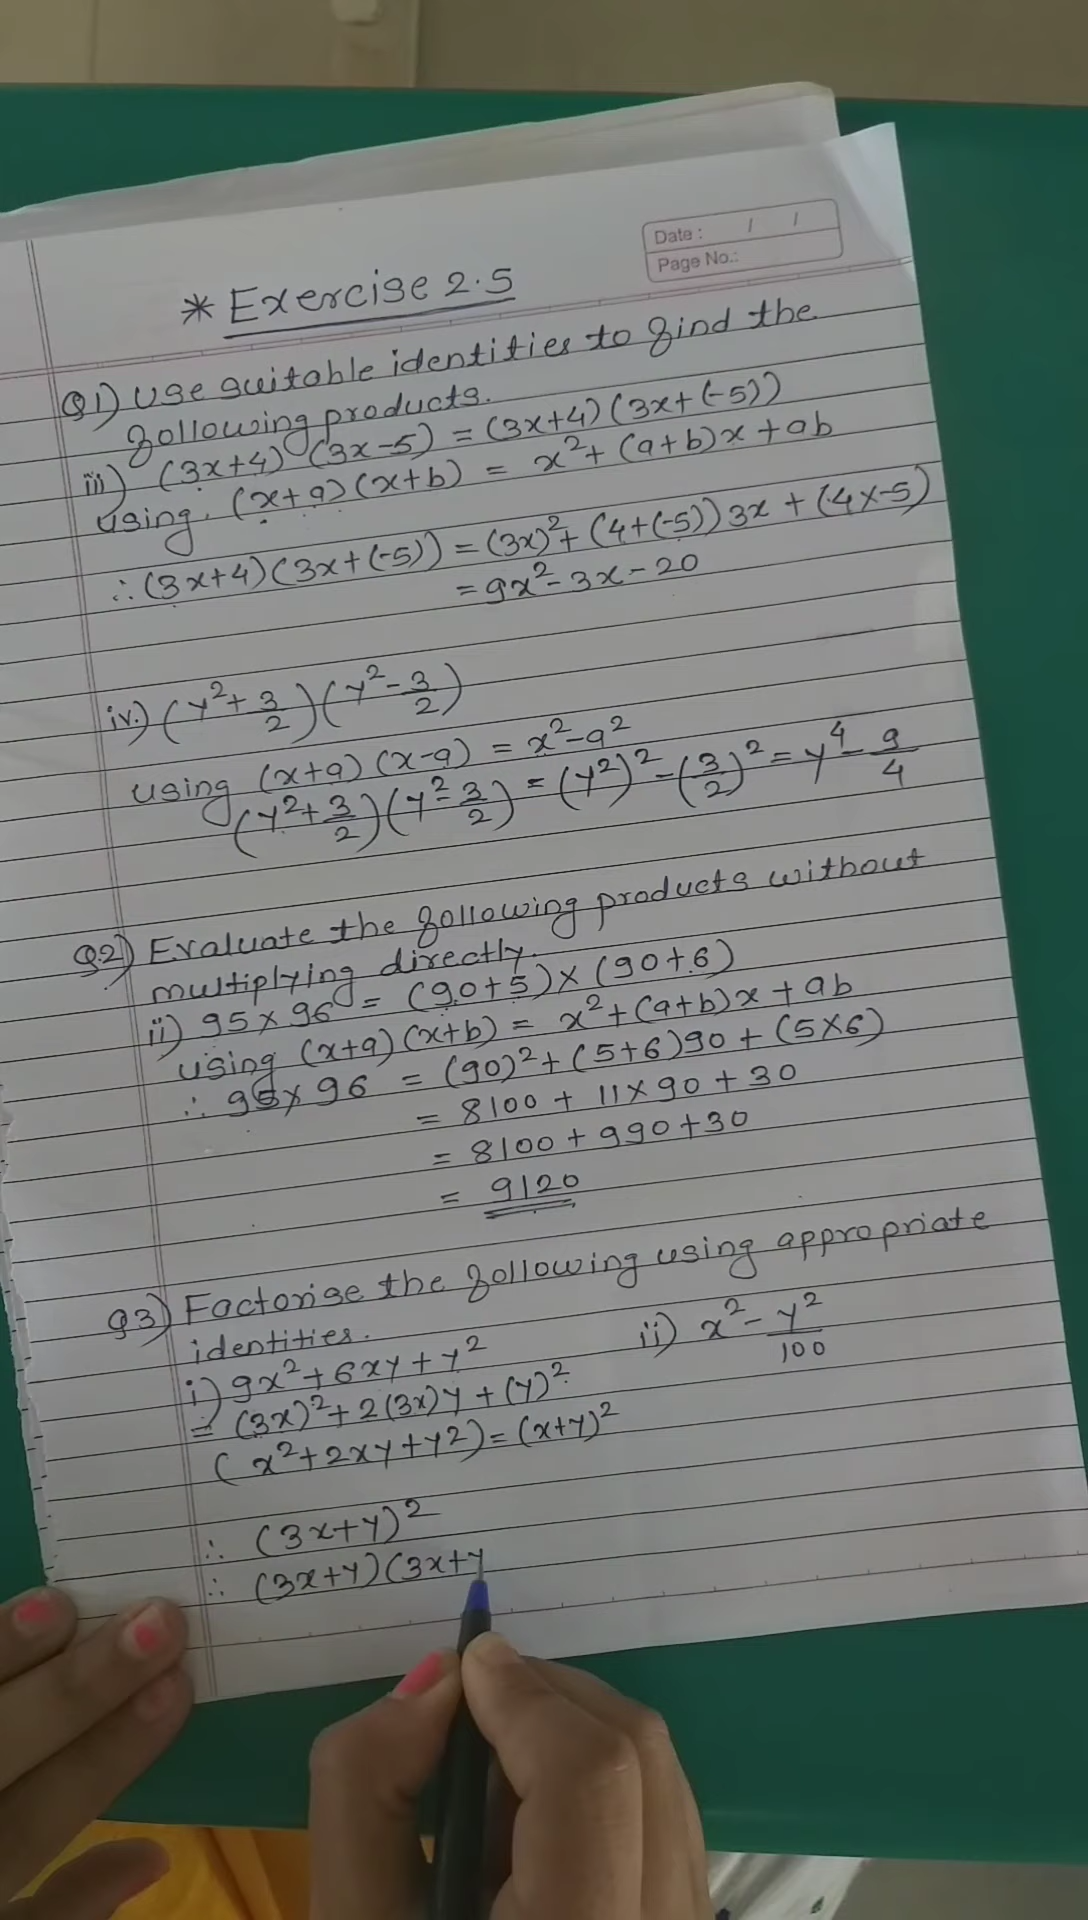 Date : / /
Page No.:
* Exercise 2.5
Q1) Use suitable identities to find the
following products.
iii) (3x+4) (3x-5) = (3x+4) (3x+(-5))
using. (x+a) (x+b) = x²+ (a+b)x + ab
∴ (3x+4) (3x+(-5)) = (3x)²+ (4+(-5)) 3x + (4×-5)
= 9x²- 3x - 20
iv.) (y²+ 3/2) (y²- 3/2)
using (x+a) (x-a) = x²-a²
(y²+ 3/2) (y²- 3/2) = (y²)² - (3/2)² = y⁴- 9/4
Q.2) Evaluate the following products without
multiplying directly.
ii) 95 × 96 = (90+5) × (90+6)
using (x+a) (x+b) = x²+(a+b)x + ab
∴ 95× 96 = (90)²+ (5+6)90 + (5×6)
= 8100 + 11×90 + 30
= 8100 + 990+30
= 9120
Q3) Factorise the following using appropriate
identities.
i) 9x²+6xy+y² ii) x²- y²/100
= (3x)²+2(3x)y +(y)²
( x²+2xy+y²) = (x+y)²
∴ (3x+y)²
∴ (3x+y) (3x+y